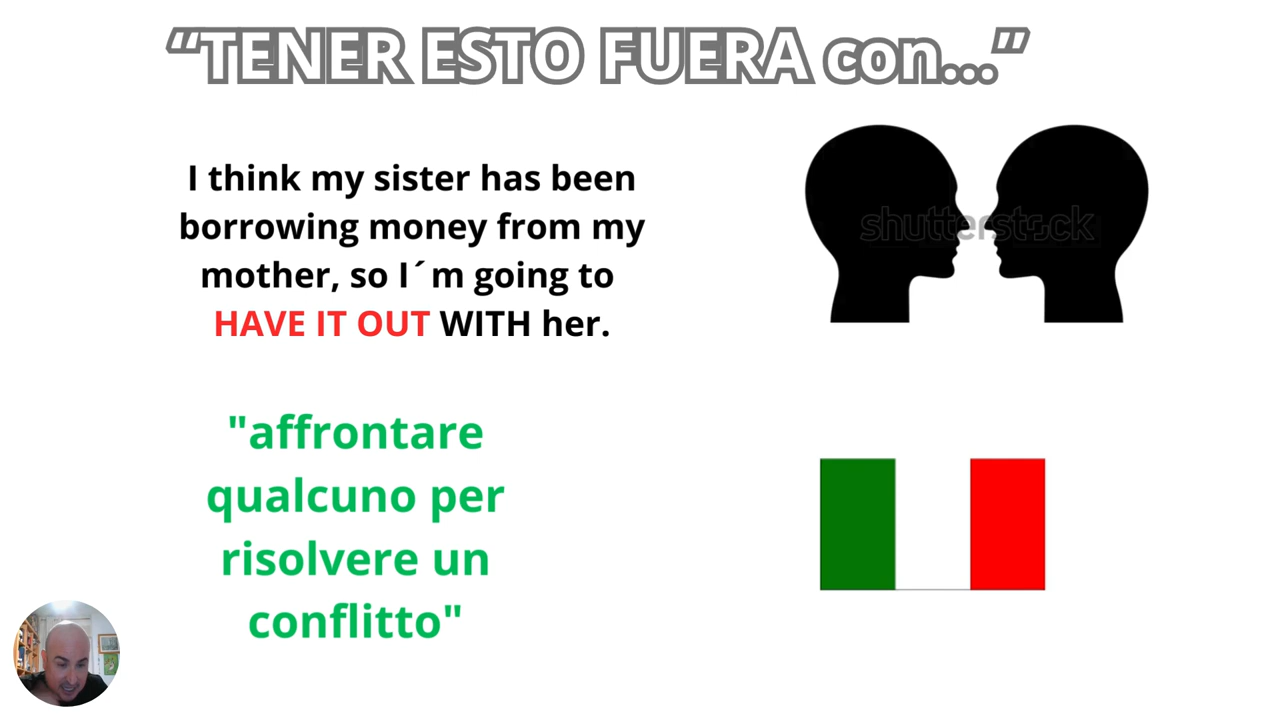 “TENER ESTO FUERA con...”
I think my sister has been
borrowing money from my
mother, so I´m going to
HAVE IT OUT WITH her.
shutterstock
"affrontare
qualcuno per
risolvere un
conflitto"